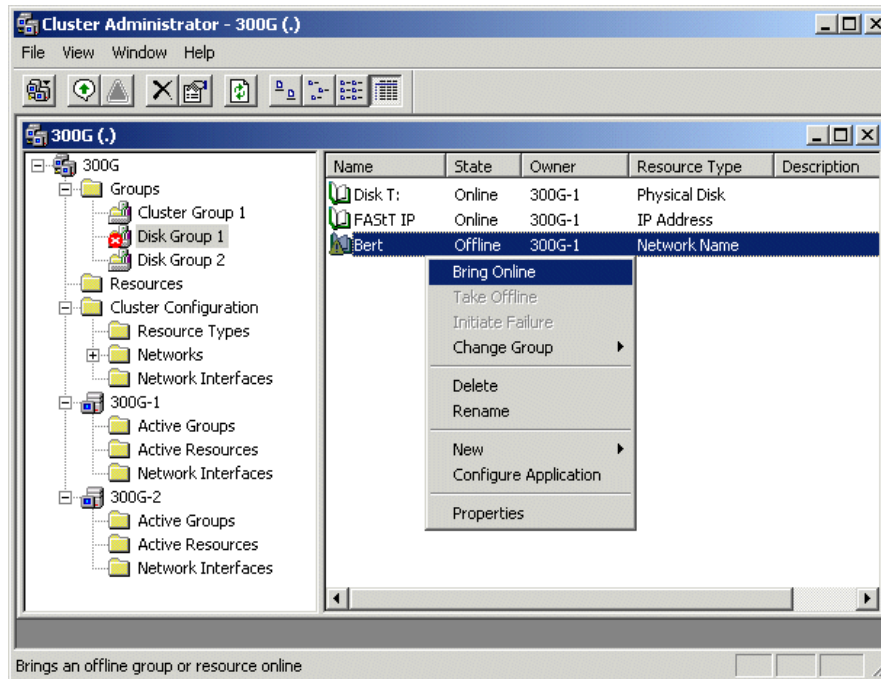 Cluster Administrator - 300G (.)
File View Window Help
300G (.)
300G
Groups
Cluster Group 1
Disk Group 1
Disk Group 2
Resources
Cluster Configuration
Resource Types
Networks
Network Interfaces
300G-1
Active Groups
Active Resources
Network Interfaces
300G-2
Active Groups
Active Resources
Network Interfaces
Name State Owner Resource Type Description
Disk T: Online 300G-1 Physical Disk
FAStT IP Online 300G-1 IP Address
Bert Offline 300G-1 Network Name
Bring Online
Take Offline
Initiate Failure
Change Group
Delete
Rename
New
Configure Application
Properties
Brings an offline group or resource online